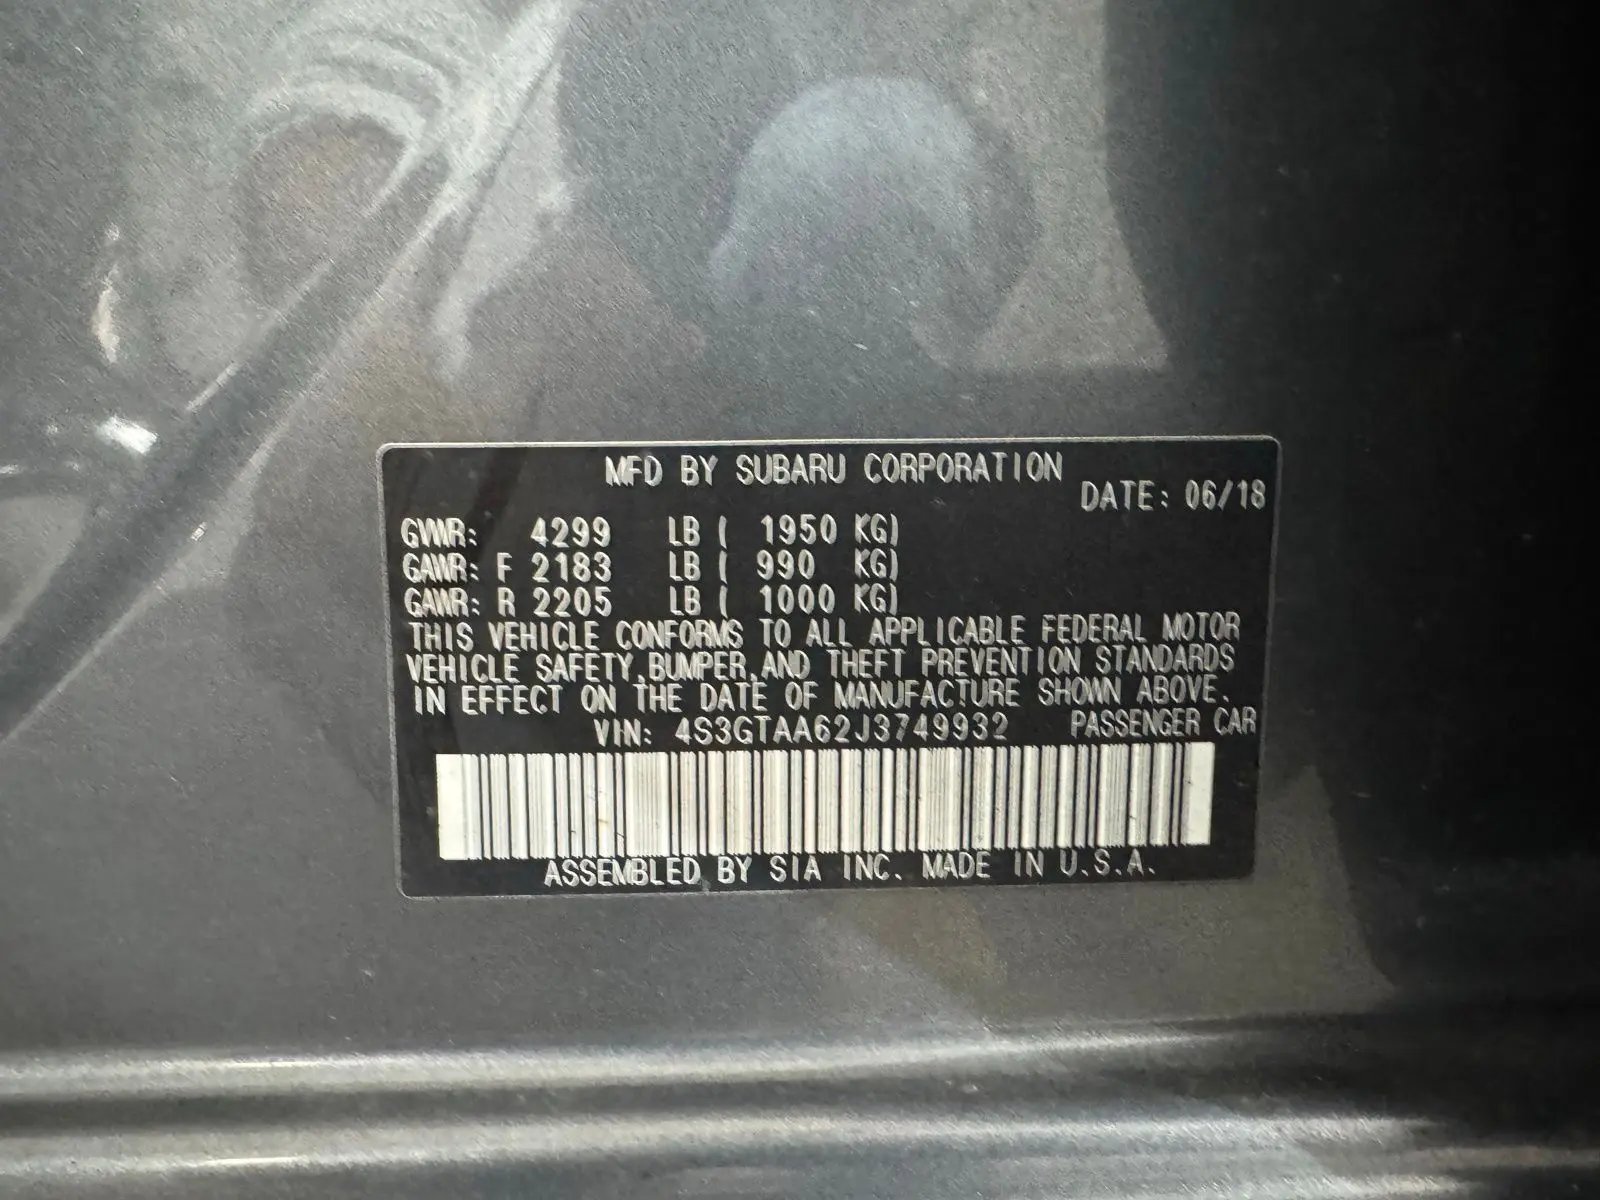 MFD BY SUBARU CORPORATION
DATE: 06/18
GVWR: 4299 LB ( 1950 KG)
GAWR: F 2183 LB ( 990 KG)
GAWR: R 2205 LB ( 1000 KG)
THIS VEHICLE CONFORMS TO ALL APPLICABLE FEDERAL MOTOR
VEHICLE SAFETY,BUMPER,AND THEFT PREVENTION STANDARDS
IN EFFECT ON THE DATE OF MANUFACTURE SHOWN ABOVE.
VIN: 4S3GTAA62J3749932 PASSENGER CAR
ASSEMBLED BY SIA INC. MADE IN U.S.A.